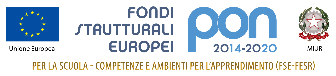 FONDI
STRUTTURALI
EUROPEI
pon
2014-2020
Unione Europea
MIUR
PER LA SCUOLA - COMPETENZE E AMBIENTI PER L'APPRENDIMENTO (FSE-FESR)